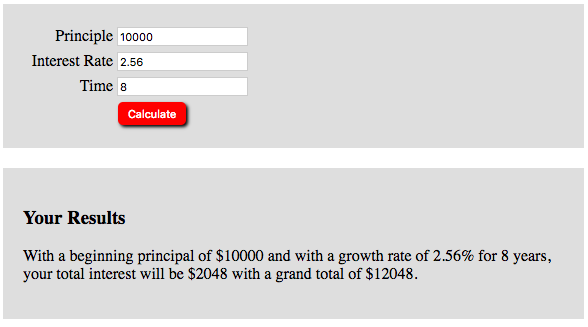 Principle 10000
Interest Rate 2.56
Time 8
Calculate
Your Results
With a beginning principal of $10000 and with a growth rate of 2.56% for 8 years,
your total interest will be $2048 with a grand total of $12048.